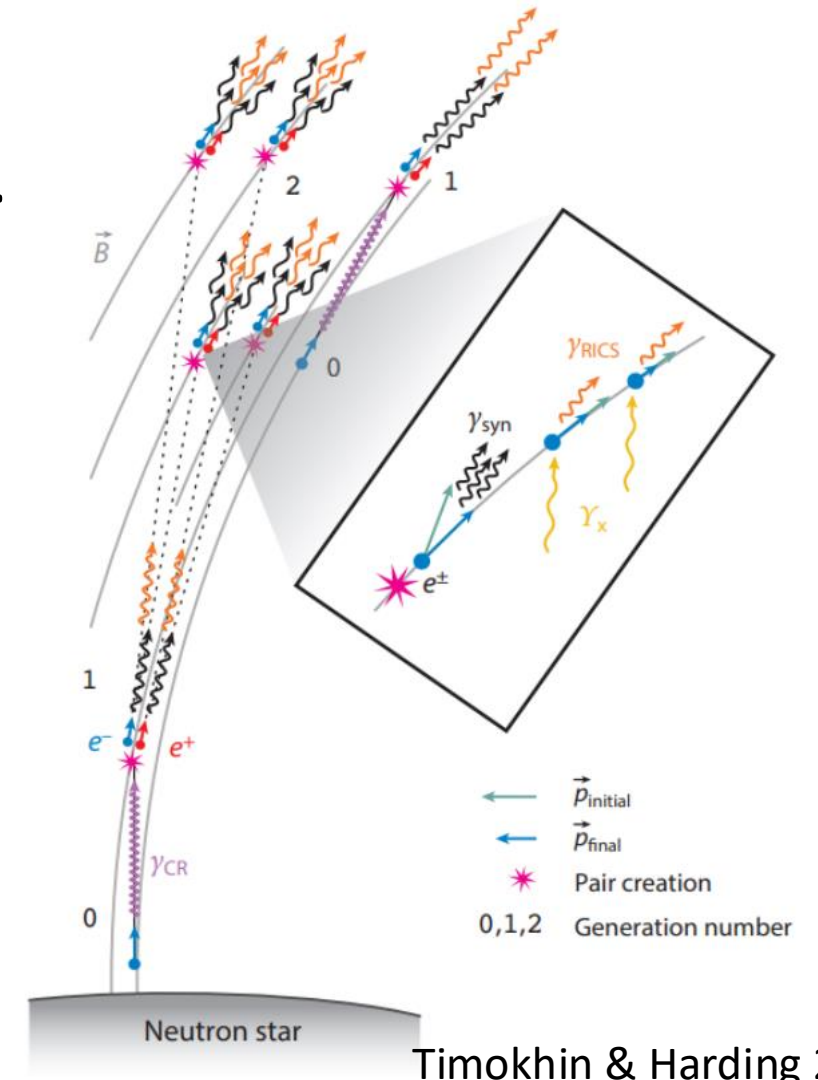 2
1
B
0
γRICS
γsyn
γx
e±
1
e− e+
γCR
0
p initial
p final
Pair creation
0,1,2 Generation number
Neutron star
Timokhin & Harding